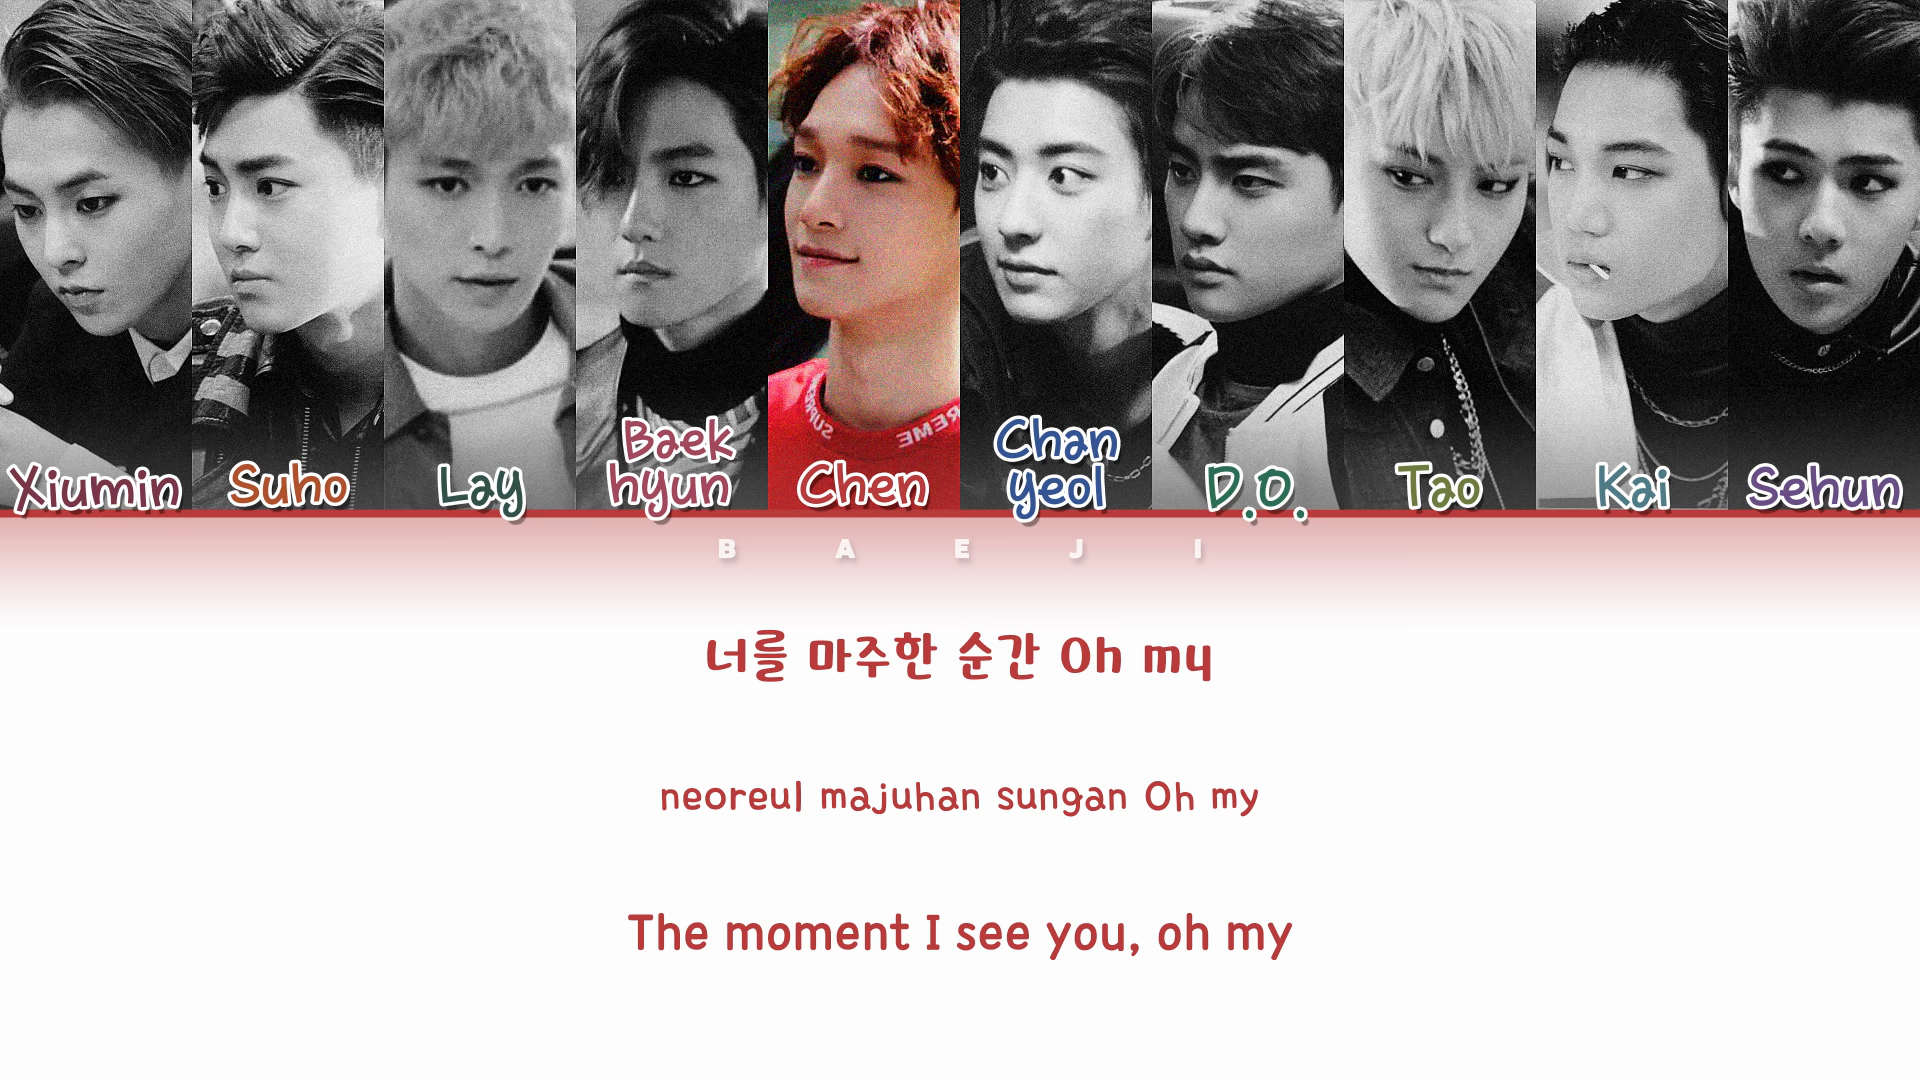 Xiumin
Suho
Lay
Baek
hyun
Chen
Chan
yeol
D.O.
Tao
Kai
Sehun
SUPREME
B A E J I
너를 마주한 순간 Oh my
neoreul majuhan sungan Oh my
The moment I see you, oh my